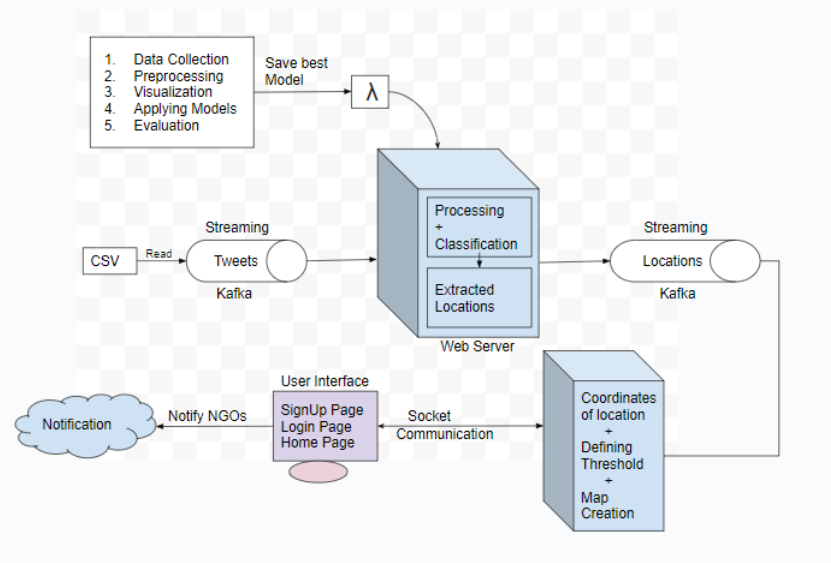 1. Data Collection
2. Preprocessing
3. Visualization
4. Applying Models
5. Evaluation
Save best
Model
λ
CSV
Read
Streaming
Tweets
Kafka
Processing
+
Classification
Extracted
Locations
Web Server
Streaming
Locations
Kafka
Coordinates
of location
+
Defining
Threshold
+
Map
Creation
Socket
Communication
User Interface
SignUp Page
Login Page
Home Page
Notify NGOs
Notification